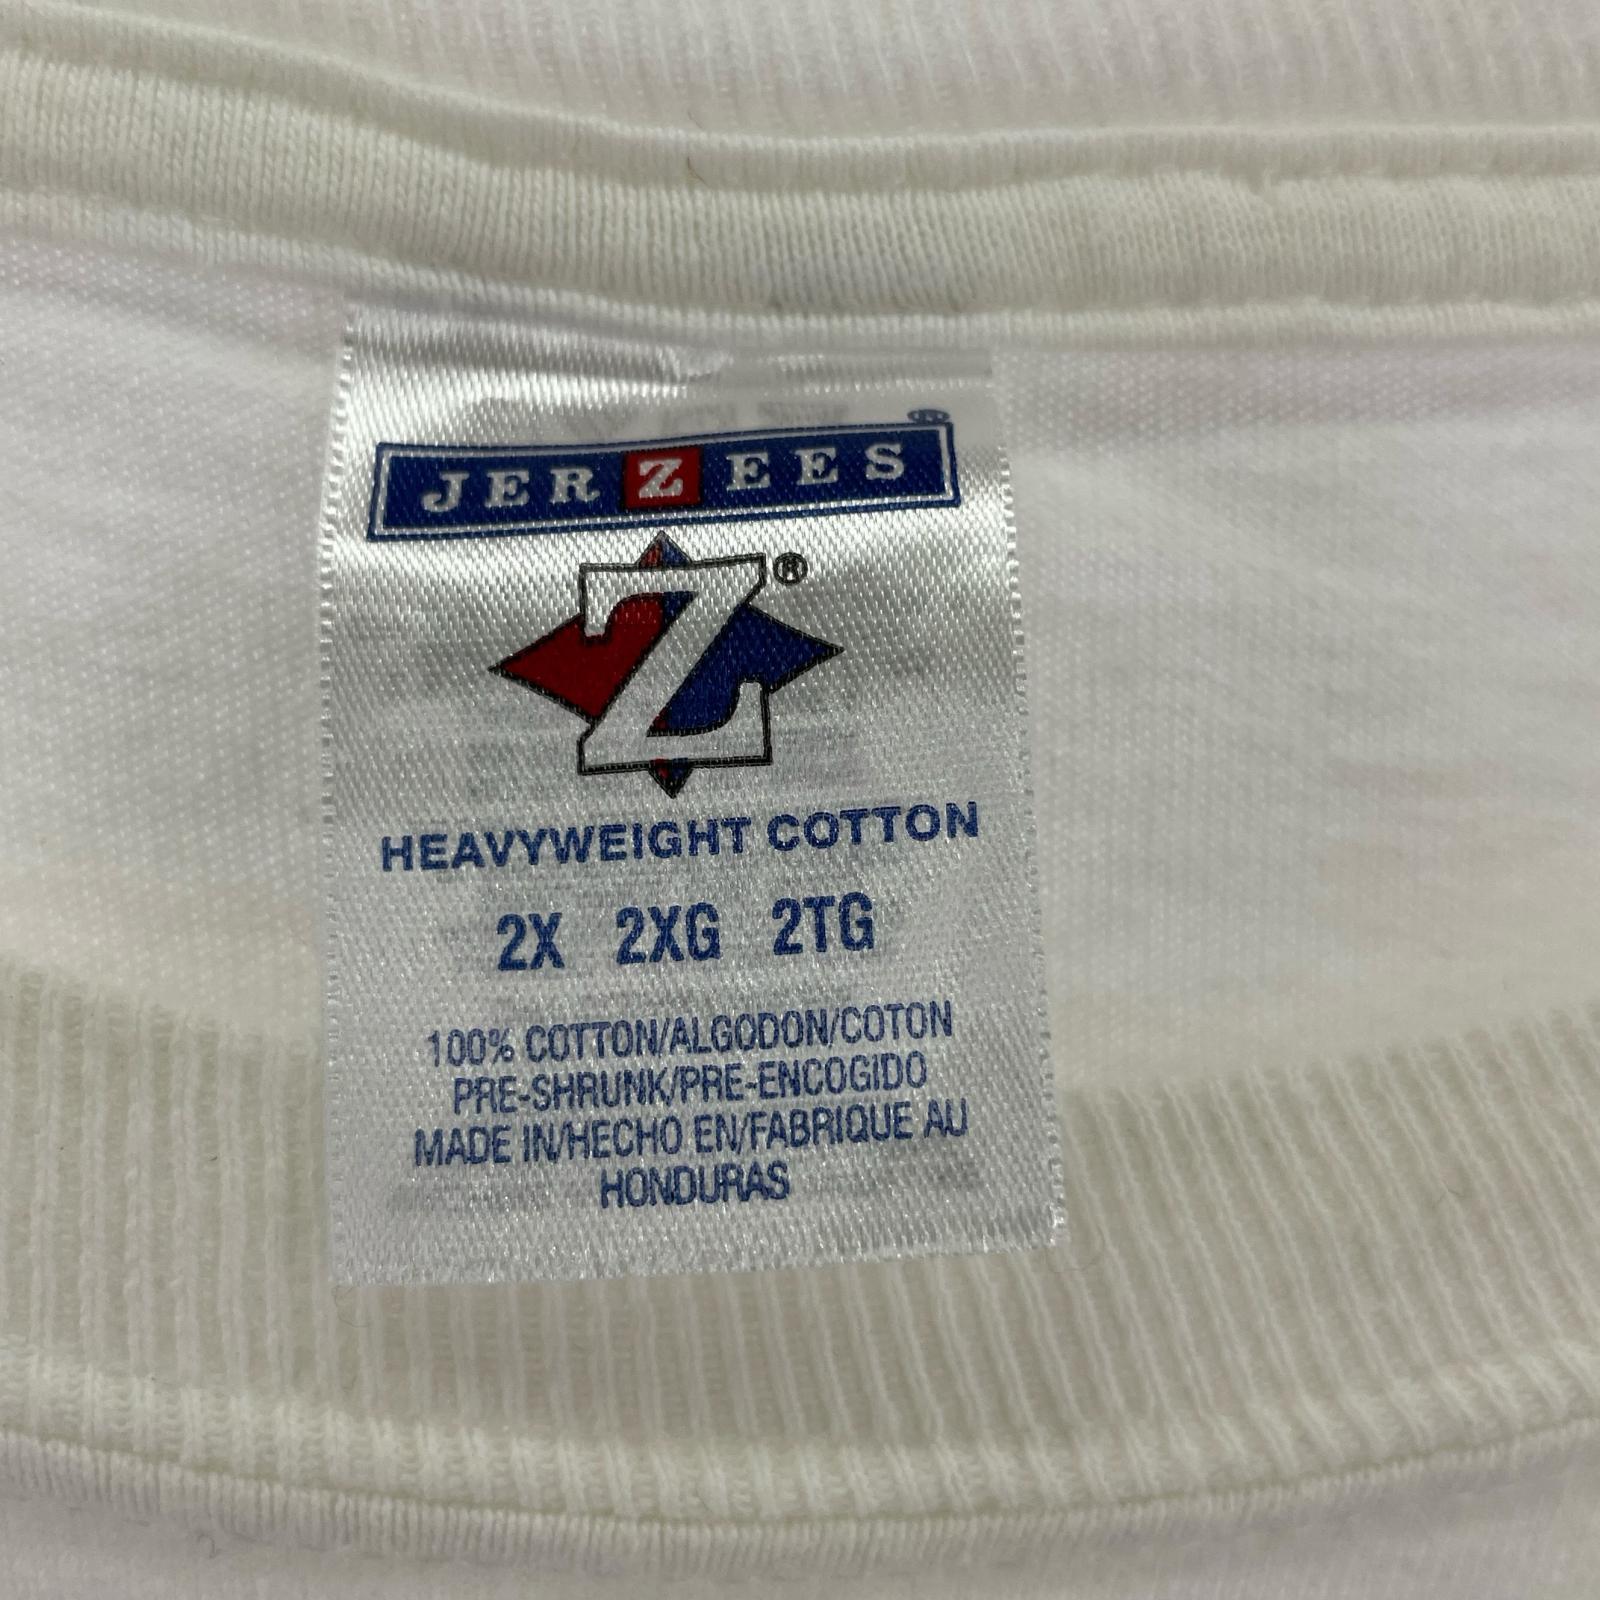 JERZEES®
Z®
HEAVYWEIGHT COTTON
2X 2XG 2TG
100% COTTON/ALGODON/COTON
PRE-SHRUNK/PRE-ENCOGIDO
MADE IN/HECHO EN/FABRIQUE AU
HONDURAS